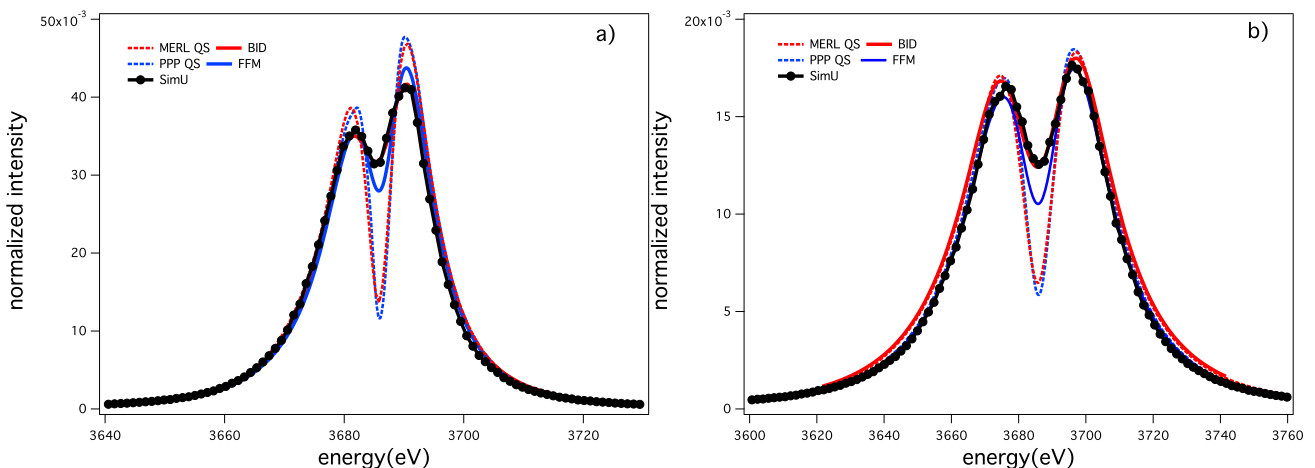 50x10⁻³
a)
MERL QS BID
PPP QS FFM
SimU
40
30
20
10
0
normalized intensity
3640 3660 3680 3700 3720
energy(eV)
20x10⁻³
b)
MERL QS BID
PPP QS FFM
SimU
15
10
5
0
normalized intensity
3600 3620 3640 3660 3680 3700 3720 3740 3760
energy(eV)